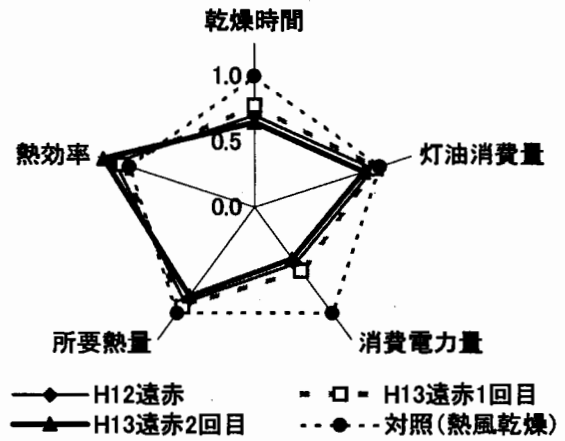 乾燥時間
1.0
0.5
0.0
熱効率
灯油消費量
所要熱量
消費電力量
H12遠赤
H13遠赤1回目
H13遠赤2回目
対照(熱風乾燥)